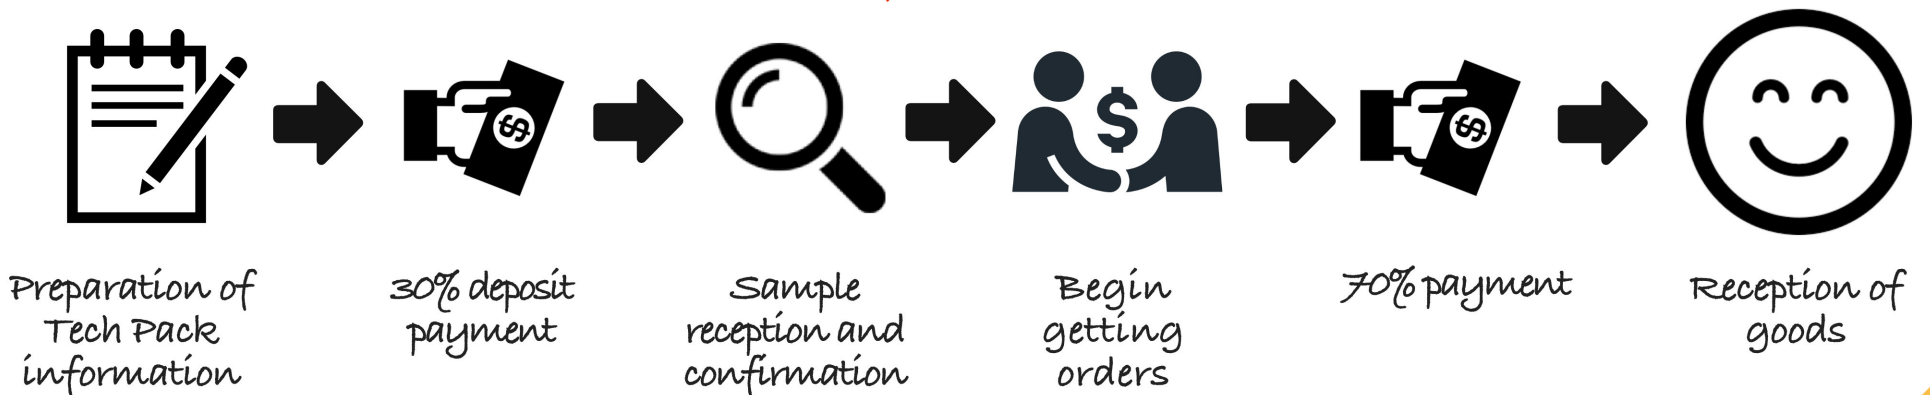 Preparation of
Tech Pack
information
30% deposit
payment
Sample
reception and
confirmation
Begin
getting
orders
70% payment
Reception of
goods